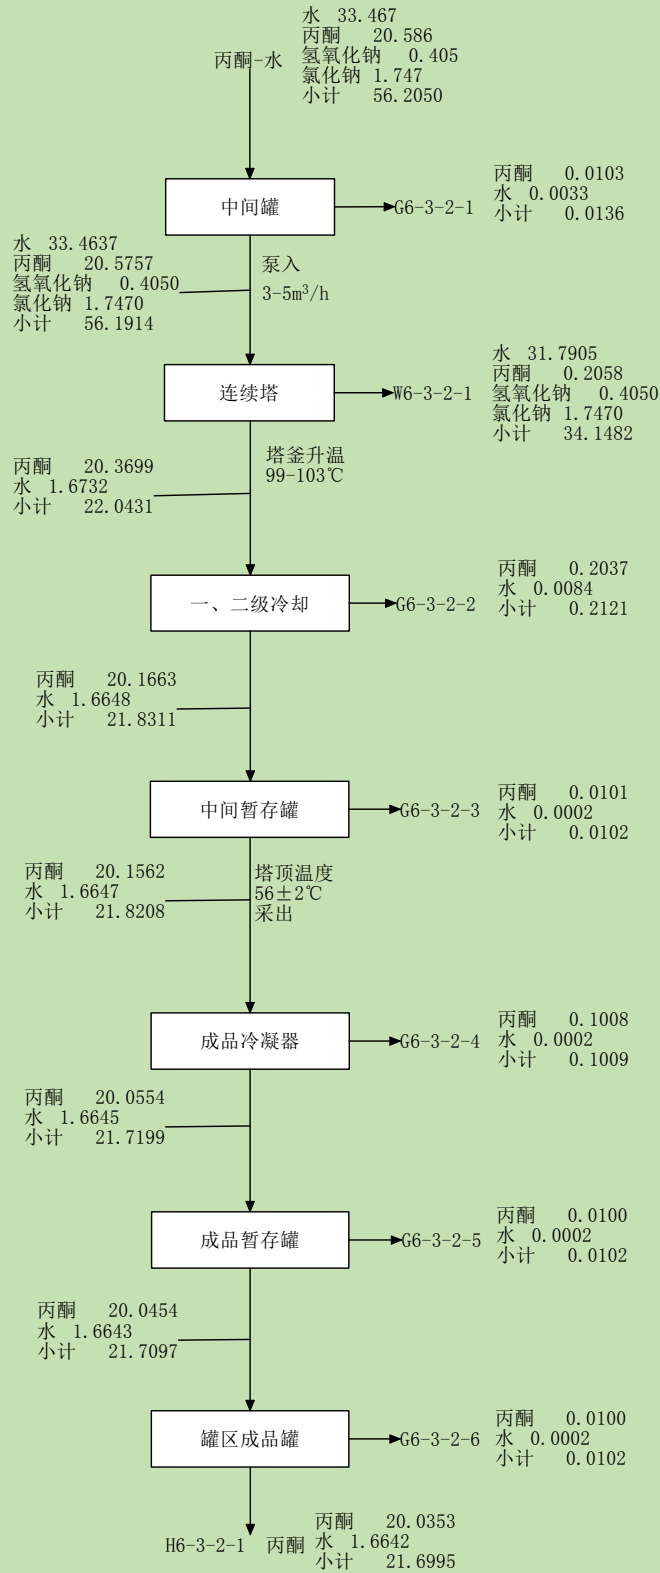 水 33.467
丙酮 20.586
氢氧化钠 0.405
氯化钠 1.747
小计 56.2050
丙酮-水
中间罐
G6-3-2-1
丙酮 0.0103
水 0.0033
小计 0.0136
水 33.4637
丙酮 20.5757
氢氧化钠 0.4050
氯化钠 1.7470
小计 56.1914
泵入
3-5m³/h
连续塔
W6-3-2-1
水 31.7905
丙酮 0.2058
氢氧化钠 0.4050
氯化钠 1.7470
小计 34.1482
丙酮 20.3699
水 1.6732
小计 22.0431
塔釜升温
99-103℃
一、二级冷却
G6-3-2-2
丙酮 0.2037
水 0.0084
小计 0.2121
丙酮 20.1663
水 1.6648
小计 21.8311
中间暂存罐
G6-3-2-3
丙酮 0.0101
水 0.0002
小计 0.0102
丙酮 20.1562
水 1.6647
小计 21.8208
塔顶温度
56±2℃
采出
成品冷凝器
G6-3-2-4
丙酮 0.1008
水 0.0002
小计 0.1009
丙酮 20.0554
水 1.6645
小计 21.7199
成品暂存罐
G6-3-2-5
丙酮 0.0100
水 0.0002
小计 0.0102
丙酮 20.0454
水 1.6643
小计 21.7097
罐区成品罐
G6-3-2-6
丙酮 0.0100
水 0.0002
小计 0.0102
H6-3-2-1 丙酮
丙酮 20.0353
水 1.6642
小计 21.6995